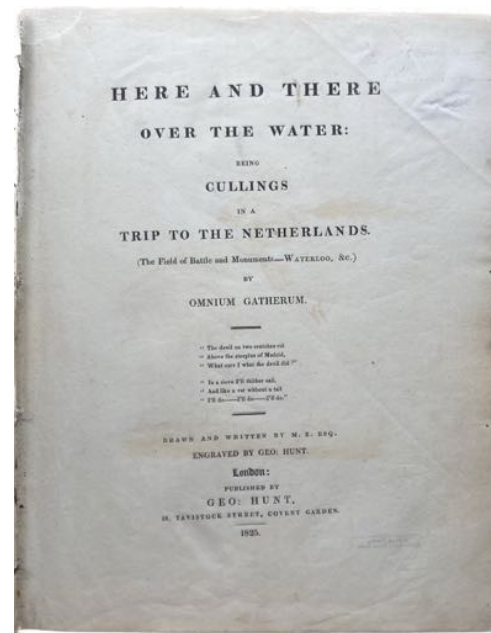 HERE AND THERE
OVER THE WATER:
BEING
CULLINGS
IN A
TRIP TO THE NETHERLANDS.
(The Field of Battle and Monuments—WATERLOO, &c.)
BY
OMNIUM GATHERUM.
“ The devil on two crutches rid
“ Above the steeples of Madrid,
“ What care I what the devil did ?”
“ In a sieve I'll thither sail,
“ And like a rat without a tail
“ I'll do—I'll do—I'll do.”
DRAWN AND WRITTEN BY M. E. ESQ.
ENGRAVED BY GEO: HUNT.
London:
PUBLISHED BY
GEO: HUNT,
TAVISTOCK STREET, COVENT GARDEN.
1825.